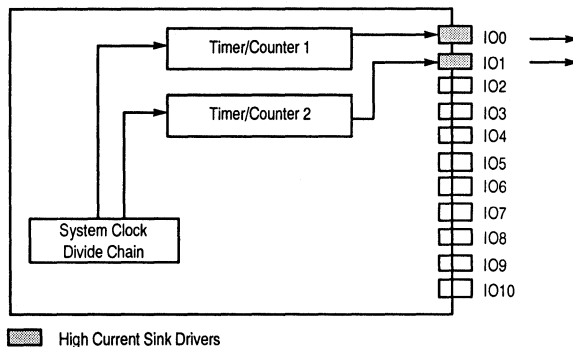 Timer/Counter 1
Timer/Counter 2
System Clock
Divide Chain
IO0
IO1
IO2
IO3
IO4
IO5
IO6
IO7
IO8
IO9
IO10
High Current Sink Drivers